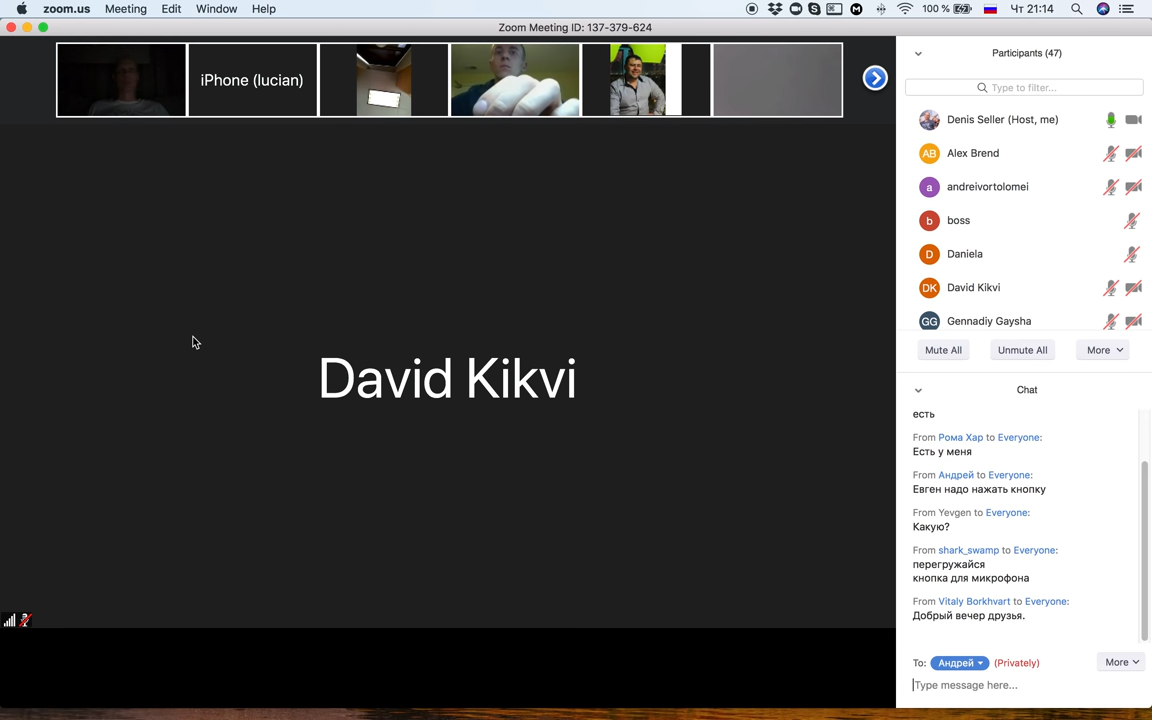 zoom.us Meeting Edit Window Help 100 % Чт 21:14
Zoom Meeting ID: 137-379-624
iPhone (lucian)
David Kikvi
Participants (47)
Type to filter...
Denis Seller (Host, me)
AB Alex Brend
a andreivortolomei
b boss
D Daniela
DK David Kikvi
GG Gennadiy Gaysha
Mute All Unmute All More
Chat
есть
From Рома Хар to Everyone:
Есть у меня
From Андрей to Everyone:
Евген надо нажать кнопку
From Yevgen to Everyone:
Какую?
From shark_swamp to Everyone:
перегружайся
кнопка для микрофона
From Vitaly Borkhvart to Everyone:
Добрый вечер друзья.
To: Андрей (Privately) More
Type message here...